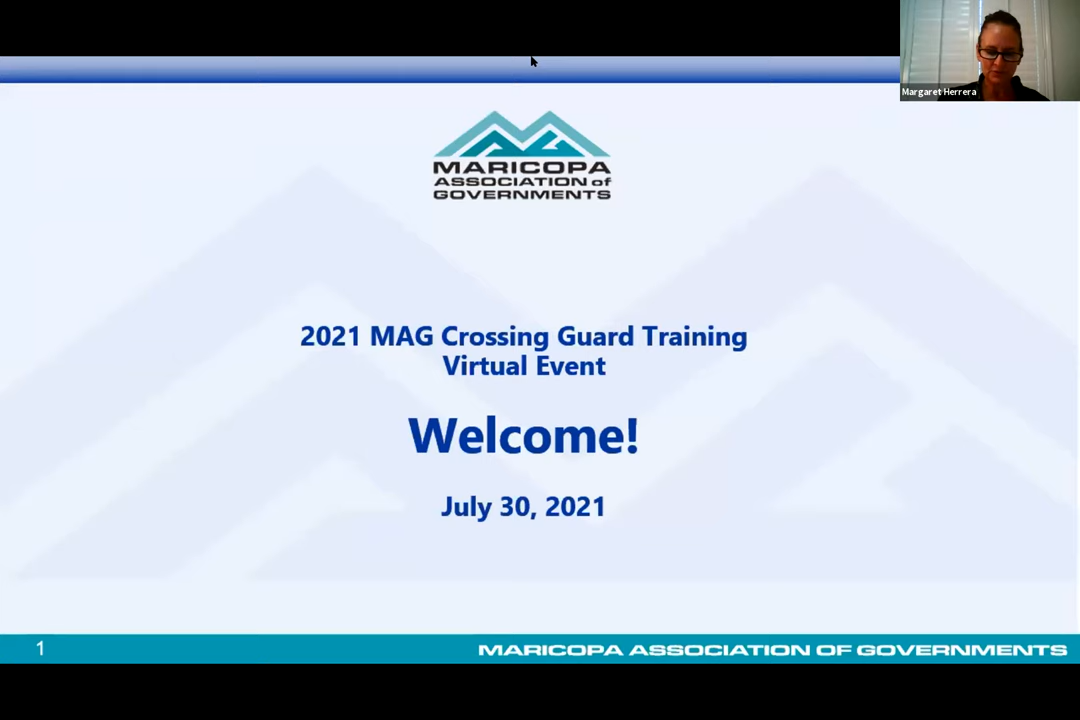 Margaret Herrera
MARICOPA
ASSOCIATION of
GOVERNMENTS
2021 MAG Crossing Guard Training
Virtual Event
Welcome!
July 30, 2021
1
MARICOPA ASSOCIATION OF GOVERNMENTS